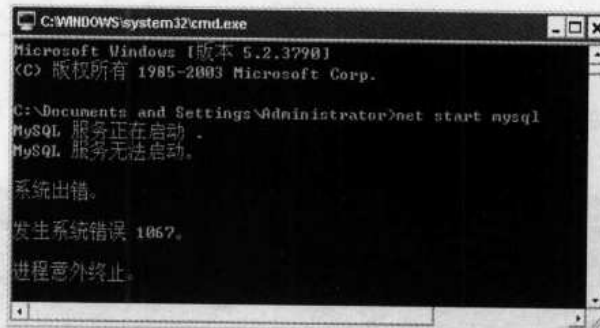 C:\WINDOWS\system32\cmd.exe
Microsoft Windows [版本 5.2.3790]
(C) 版权所有 1985-2003 Microsoft Corp.
C:\Documents and Settings\Administrator>net start mysql
MySQL 服务正在启动 .
MySQL 服务无法启动。
系统出错。
发生系统错误 1067。
进程意外终止。